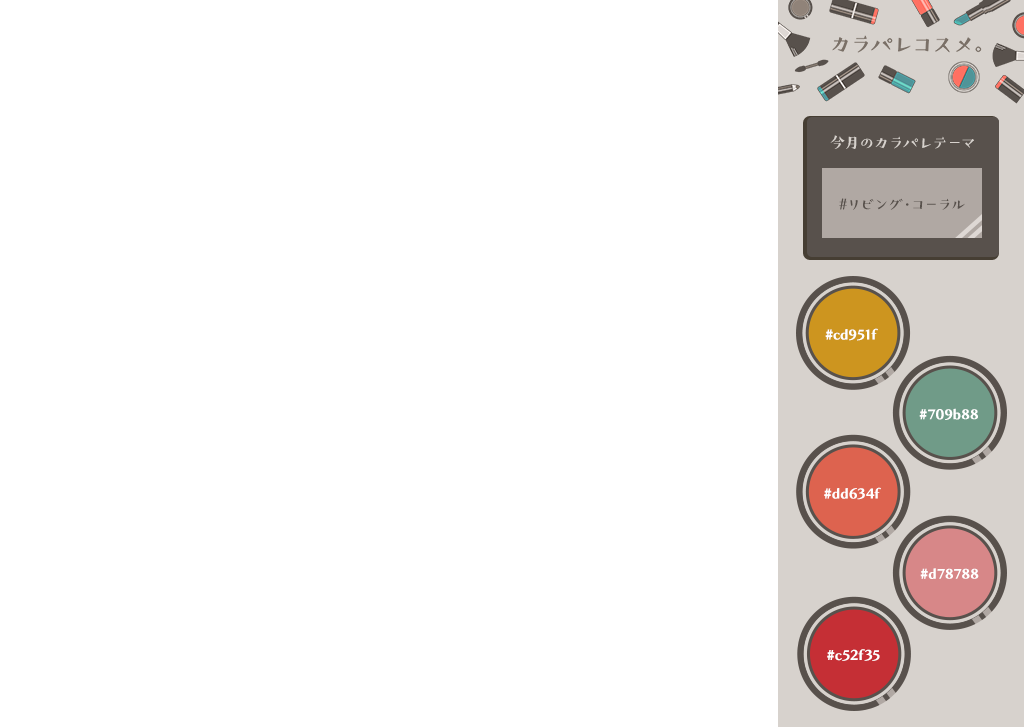 カラパレコスメ。
今月のカラパレテーマ
#リビング・コーラル
#cd951f
#709b88
#dd634f
#d78788
#c52f35